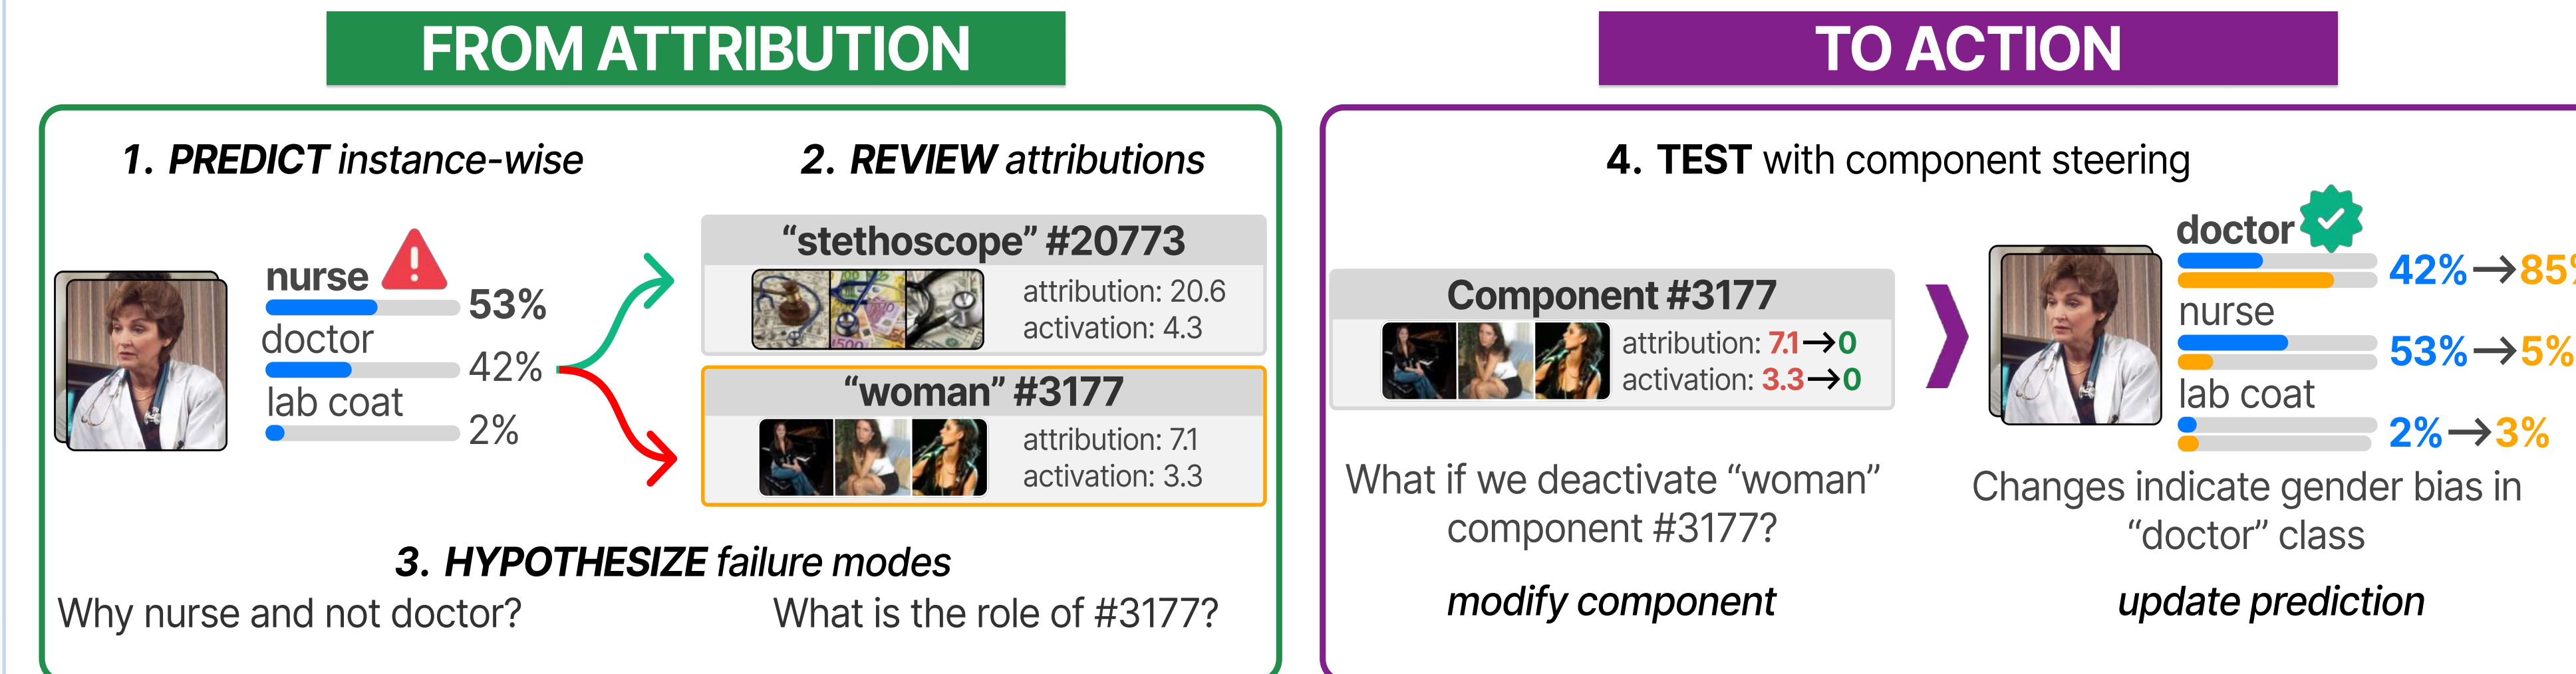 FROM ATTRIBUTION
1. PREDICT instance-wise
2. REVIEW attributions
nurse
53%
doctor
42%
lab coat
2%
“stethoscope” #20773
attribution: 20.6
activation: 4.3
“woman” #3177
attribution: 7.1
activation: 3.3
3. HYPOTHESIZE failure modes
Why nurse and not doctor?
What is the role of #3177?
TO ACTION
4. TEST with component steering
Component #3177
attribution: 7.1→0
activation: 3.3→0
What if we deactivate “woman”
component #3177?
modify component
doctor
42%→85%
nurse
53%→5%
lab coat
2%→3%
Changes indicate gender bias in
“doctor” class
update prediction